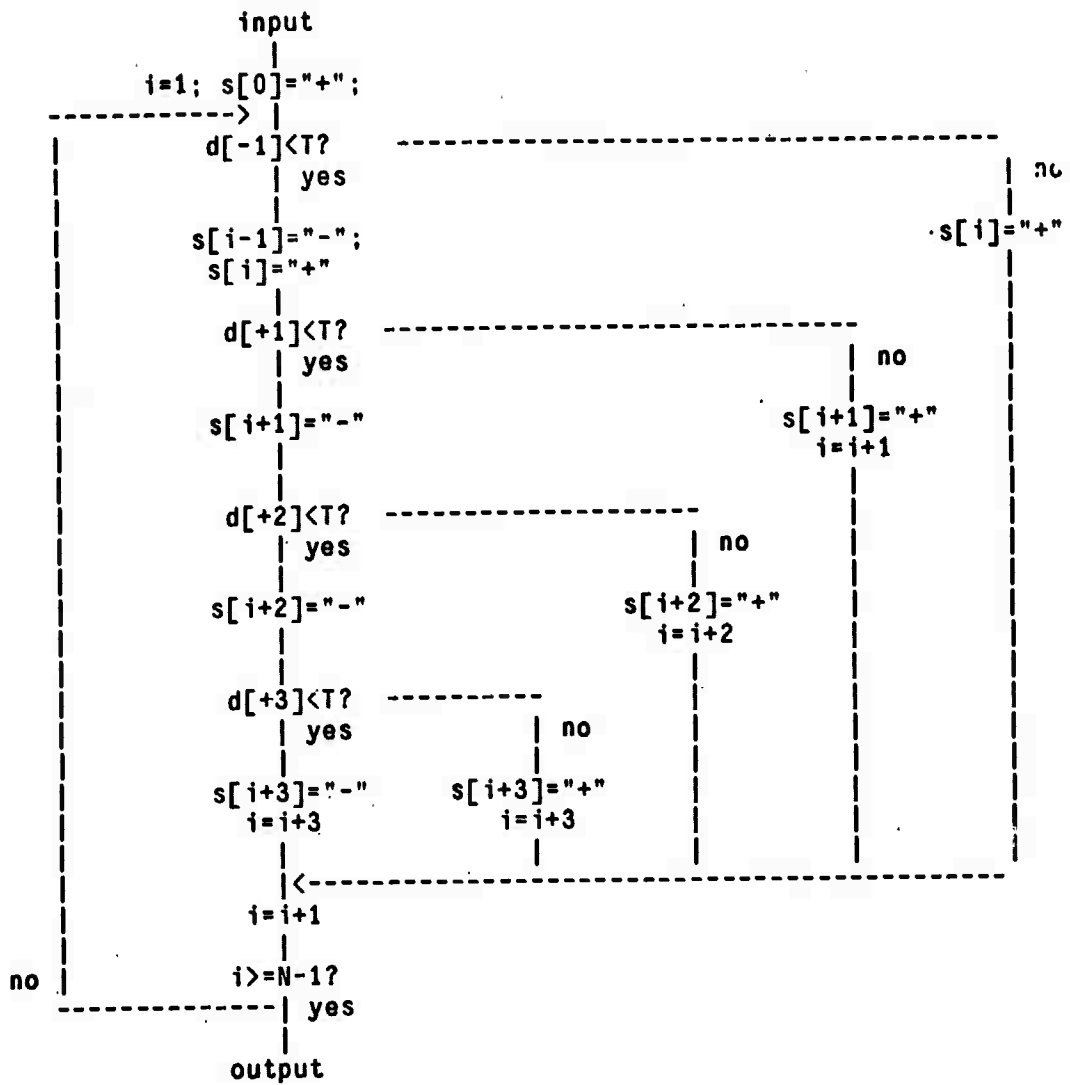 input
i=1; s[0]="+";
d[-1]<T?
yes
no
s[i-1]="-";
s[i]="+"
s[i]="+"
d[+1]<T?
yes
no
s[i+1]="-"
s[i+1]="+"
i=i+1
d[+2]<T?
yes
no
s[i+2]="-"
s[i+2]="+"
i=i+2
d[+3]<T?
yes
no
s[i+3]="-"
i=i+3
s[i+3]="+"
i=i+3
i=i+1
i>=N-1?
no
yes
output